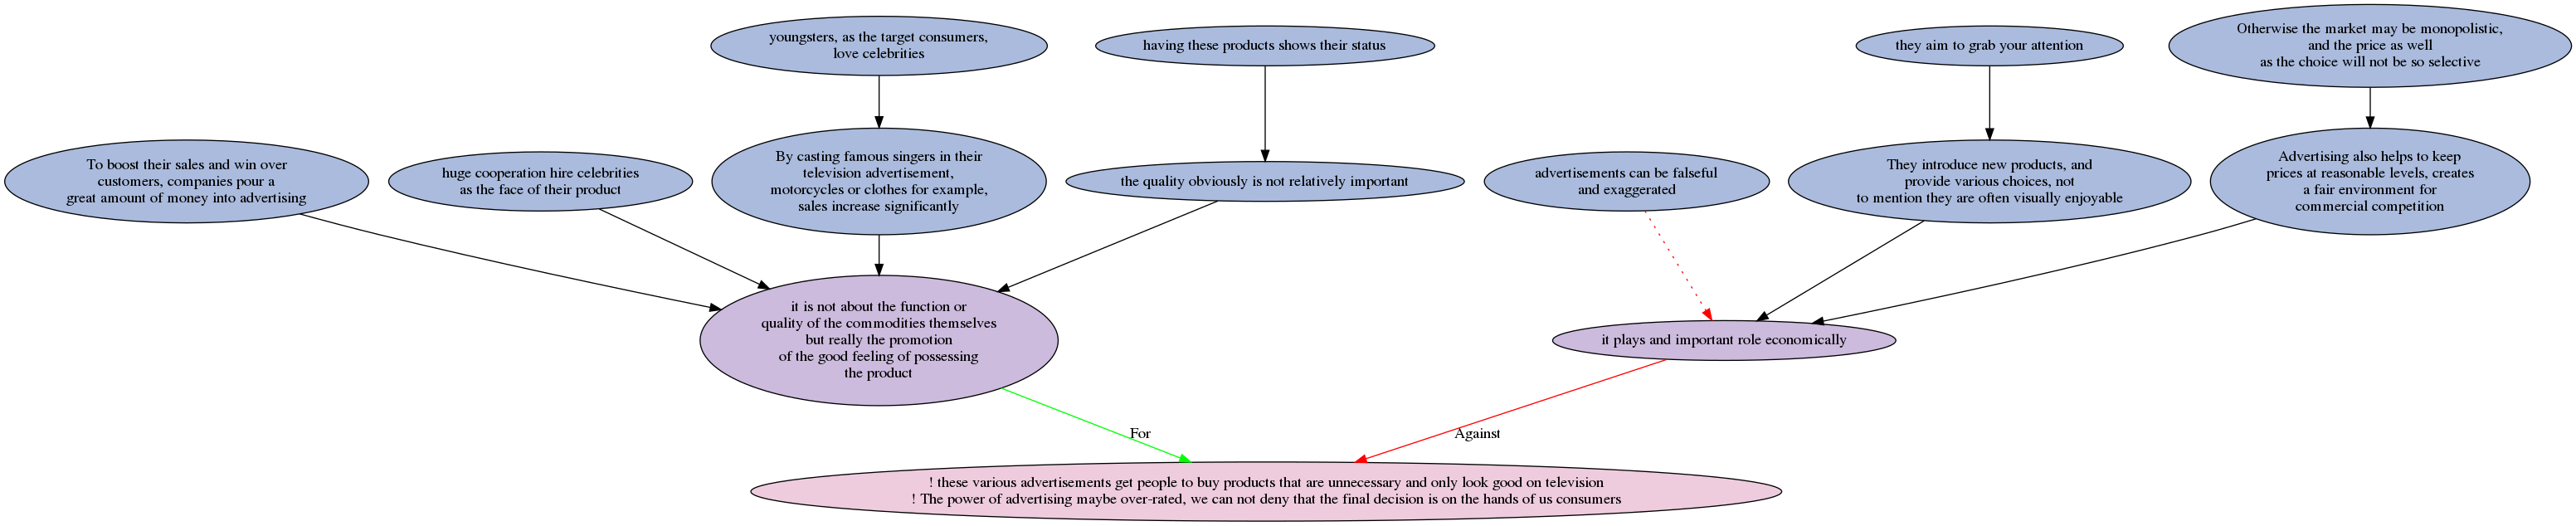 youngsters, as the target consumers,
love celebrities
having these products shows their status
they aim to grab your attention
Otherwise the market may be monopolistic,
and the price as well
as the choice will not be so selective
To boost their sales and win over
customers, companies pour a
great amount of money into advertising
huge cooperation hire celebrities
as the face of their product
By casting famous singers in their
television advertisement,
motorcycles or clothes for example,
sales increase significantly
the quality obviously is not relatively important
advertisements can be falseful
and exaggerated
They introduce new products, and
provide various choices, not
to mention they are often visually enjoyable
Advertising also helps to keep
prices at reasonable levels, creates
a fair environment for
commercial competition
it is not about the function or
quality of the commodities themselves
but really the promotion
of the good feeling of possessing
the product
it plays and important role economically
For
Against
! these various advertisements get people to buy products that are unnecessary and only look good on television
! The power of advertising maybe over-rated, we can not deny that the final decision is on the hands of us consumers